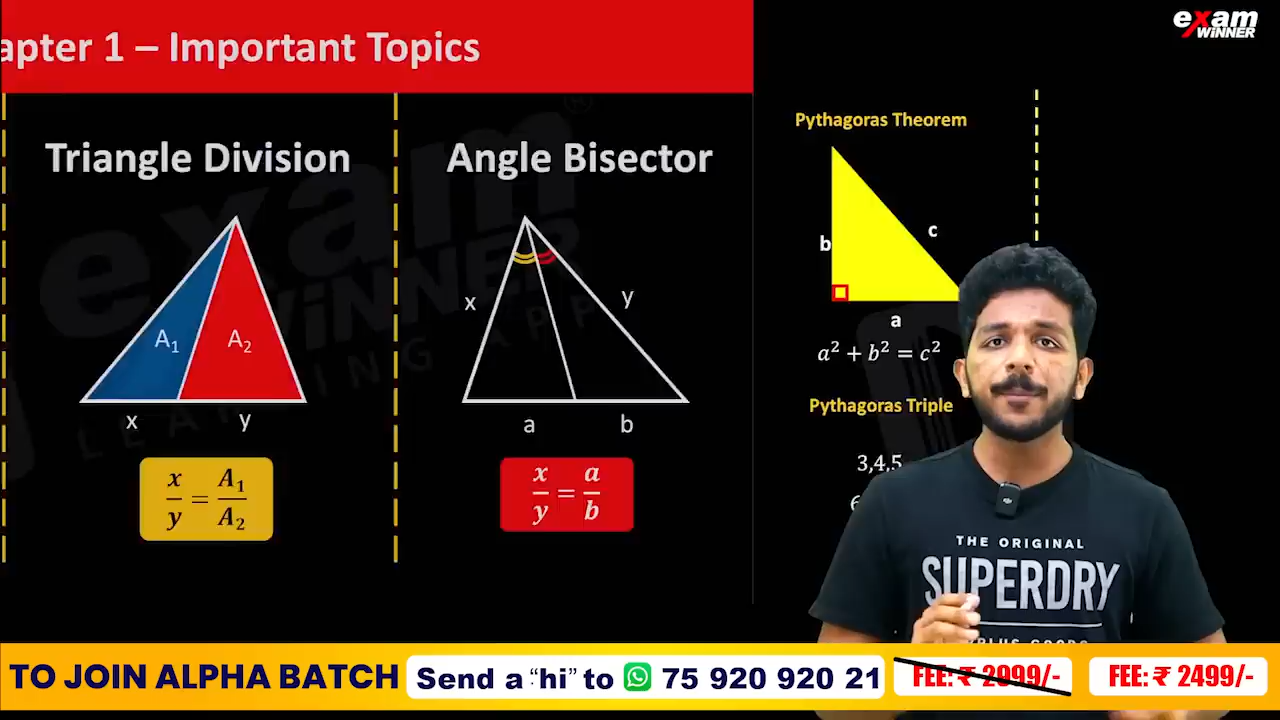 exam
WiNNER
apter 1 – Important Topics
Triangle Division
A1
A2
x
y
x/y = A1/A2
Angle Bisector
x
y
a
b
x/y = a/b
Pythagoras Theorem
b
c
a
a² + b² = c²
Pythagoras Triple
3,4,5
THE ORIGINAL
SUPERDRY
TO JOIN ALPHA BATCH
Send a “hi” to 75 920 920 21
FEE: ₹ 2999/-
FEE: ₹ 2499/-